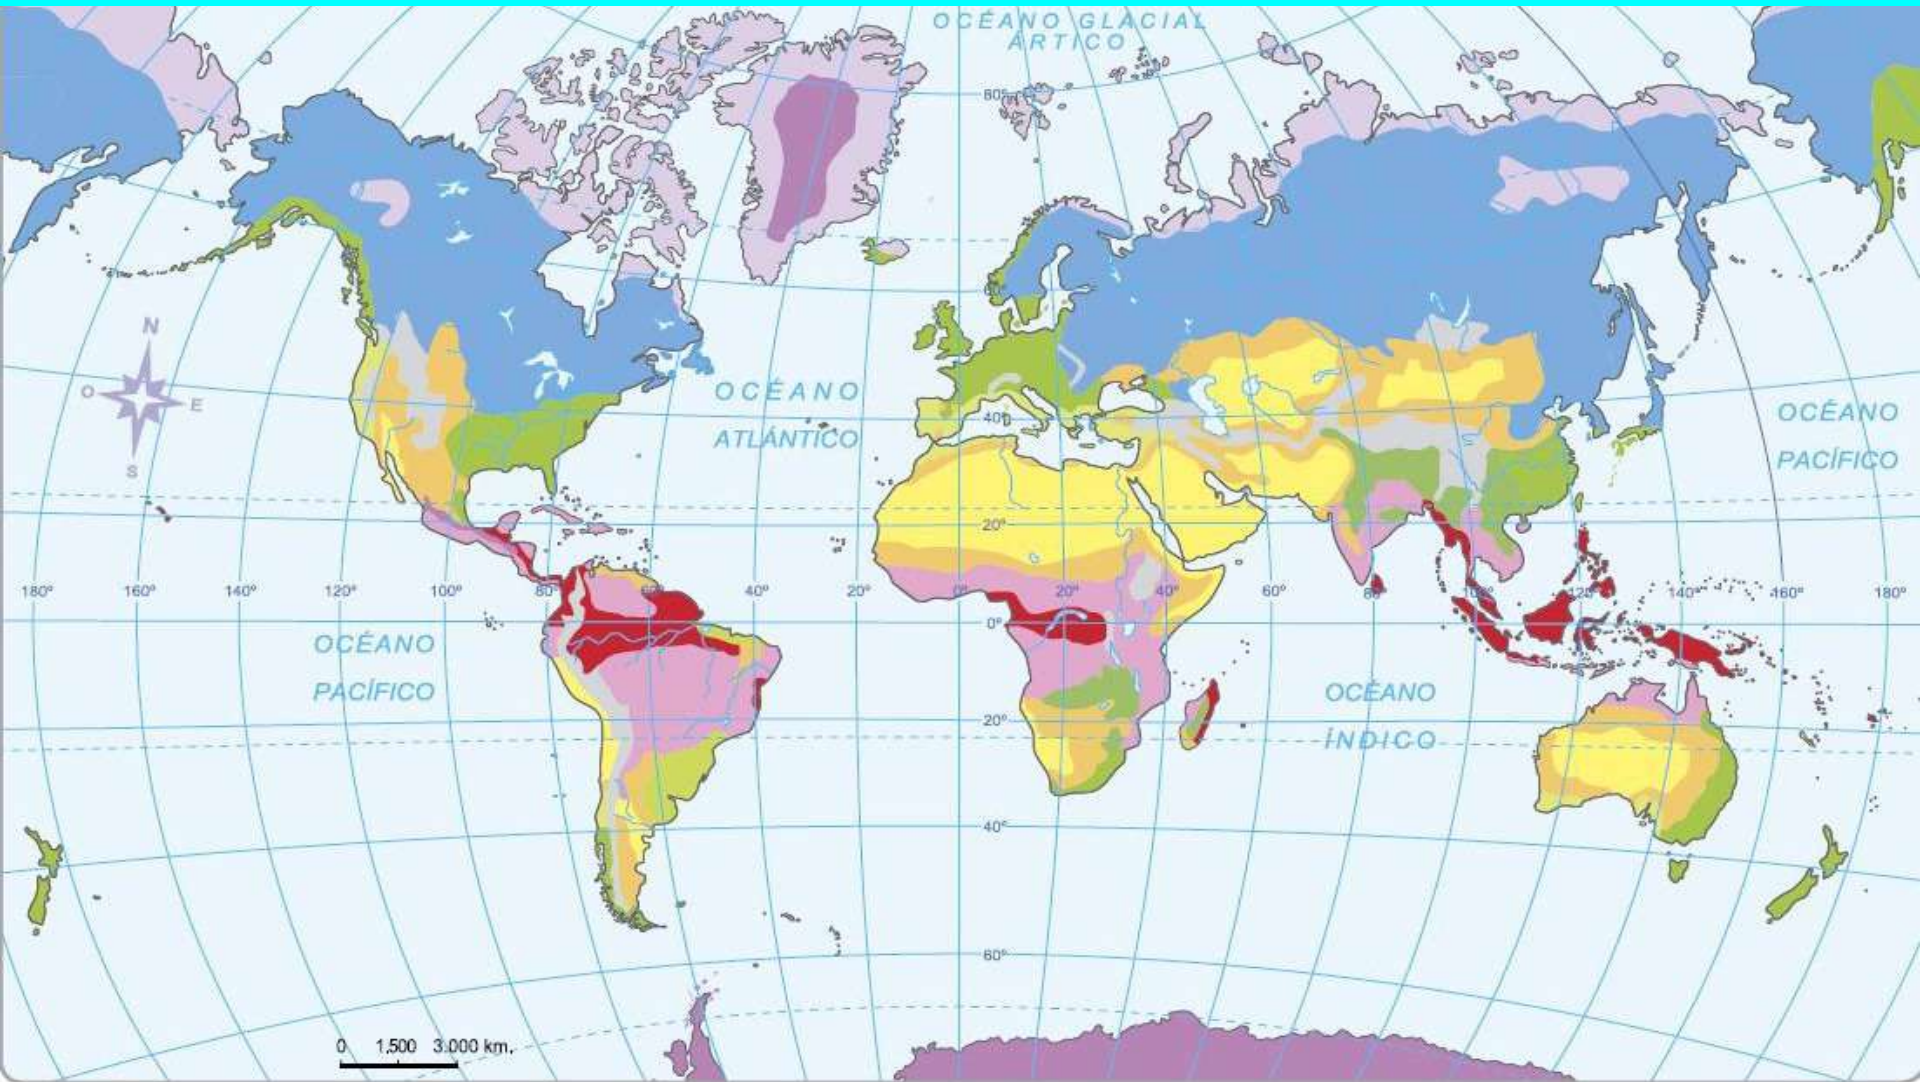 OCÉANO GLACIAL
ÁRTICO
80º
N
O E
S
OCÉANO
ATLÁNTICO
40º
OCÉANO
PACÍFICO
20º
180º 160º 140º 120º 100º 80º 60º 40º 20º 0º 20º 40º 60º 80º 100º 120º 140º 160º 180º
0º
OCÉANO
PACÍFICO
OCÉANO
ÍNDICO
20º 20º
40º
60º
0 1.500 3.000 km.